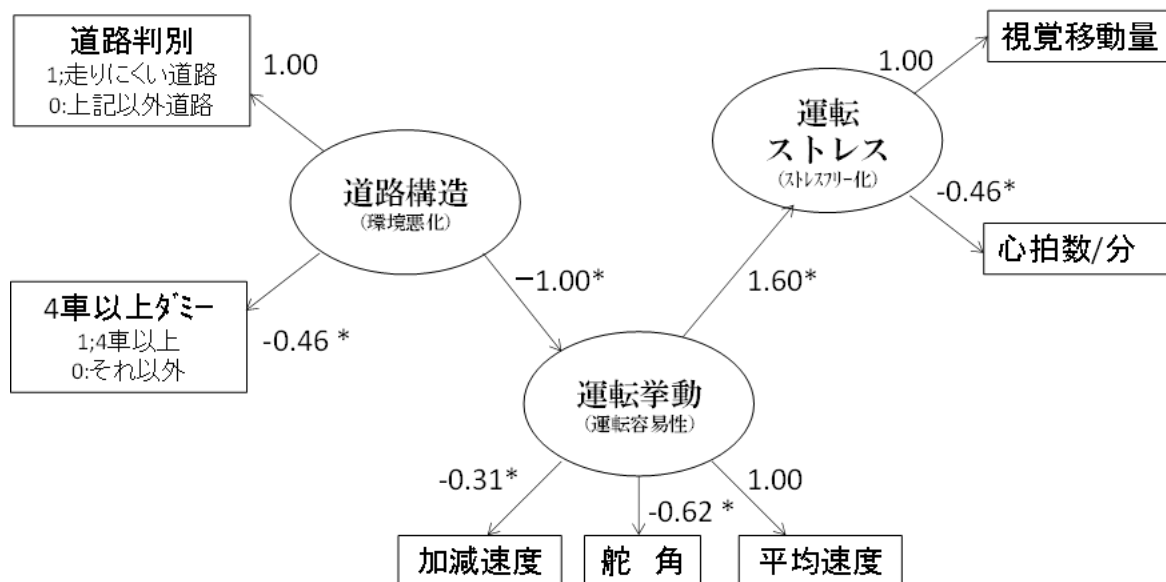 道路判別
1;走りにくい道路
0:上記以外道路
1.00
視覚移動量
1.00
運転
ストレス
(ｽﾄﾚｽﾌﾘｰ化)
道路構造
(環境悪化)
-0.46*
心拍数/分
4車以上ﾀﾞﾐｰ
1;4車以上
0:それ以外
-0.46 *
−1.00*
1.60*
運転挙動
(運転容易性)
-0.31*
-0.62 *
1.00
加減速度
舵 角
平均速度